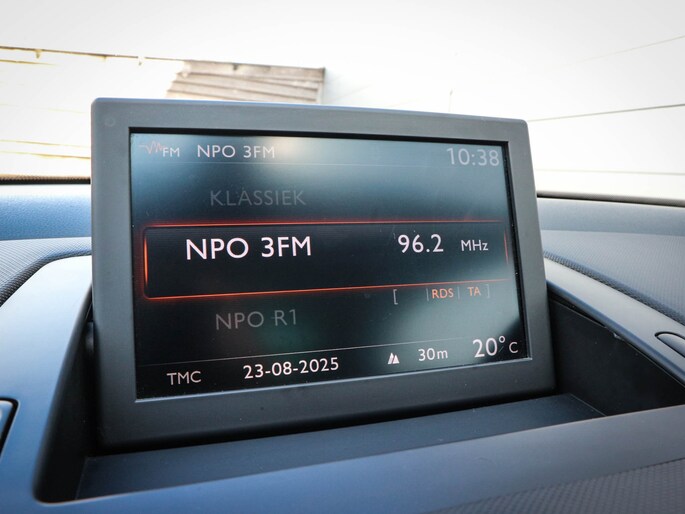 FM NPO 3FM 10:38
KLASSIEK
NPO 3FM 96.2 MHz
[ | RDS | TA ]
NPO R1
TMC 23-08-2025 30m 20°C